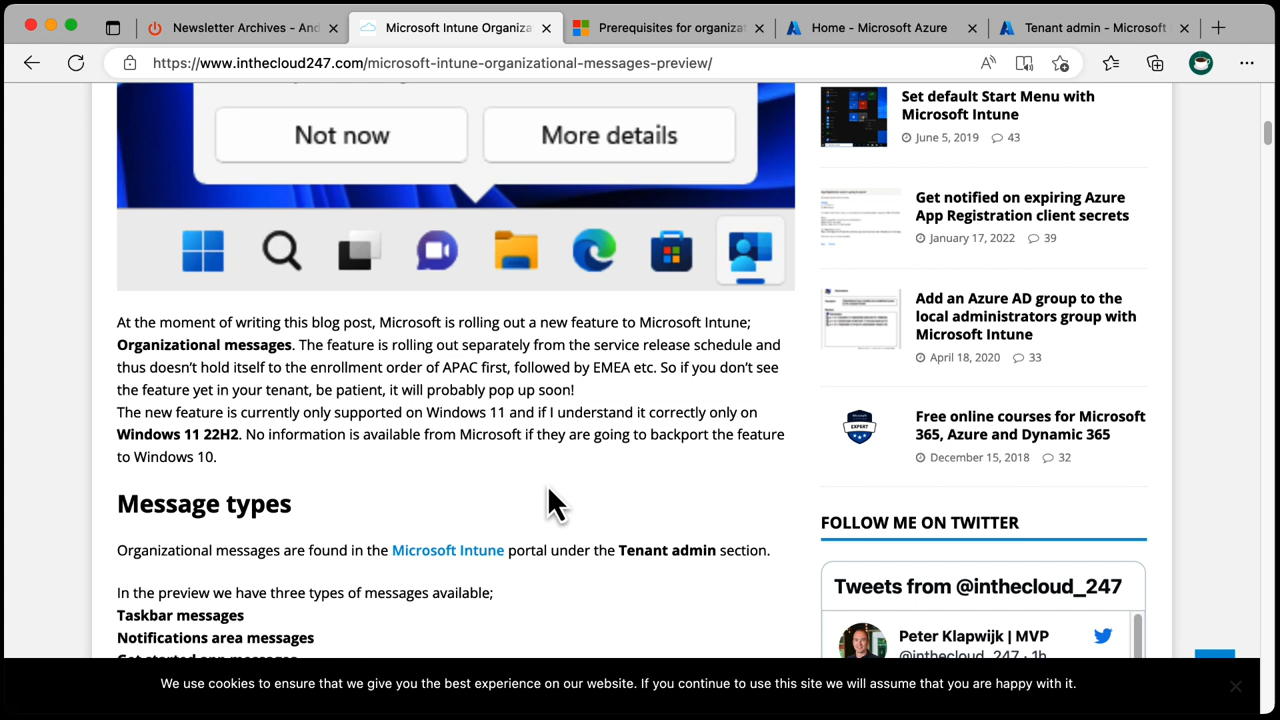 Newsletter Archives - And
Microsoft Intune Organiza
Prerequisites for organizat
Home - Microsoft Azure
Tenant admin - Microsoft
https://www.inthecloud247.com/microsoft-intune-organizational-messages-preview/
Not now
More details
At the moment of writing this blog post, Microsoft is rolling out a new feature to Microsoft Intune;
Organizational messages. The feature is rolling out separately from the service release schedule and
thus doesn't hold itself to the enrollment order of APAC first, followed by EMEA etc. So if you don't see
the feature yet in your tenant, be patient, it will probably pop up soon!
The new feature is currently only supported on Windows 11 and if I understand it correctly only on
Windows 11 22H2. No information is available from Microsoft if they are going to backport the feature
to Windows 10.
Message types
Organizational messages are found in the Microsoft Intune portal under the Tenant admin section.
In the preview we have three types of messages available;
Taskbar messages
Notifications area messages
Get started app messages
Set default Start Menu with
Microsoft Intune
June 5, 2019 43
Get notified on expiring Azure
App Registration client secrets
January 17, 2022 39
Add an Azure AD group to the
local administrators group with
Microsoft Intune
April 18, 2020 33
EXPERT
Free online courses for Microsoft
365, Azure and Dynamic 365
December 15, 2018 32
FOLLOW ME ON TWITTER
Tweets from @inthecloud_247
Peter Klapwijk | MVP
@inthecloud_247 · 1h
We use cookies to ensure that we give you the best experience on our website. If you continue to use this site we will assume that you are happy with it.